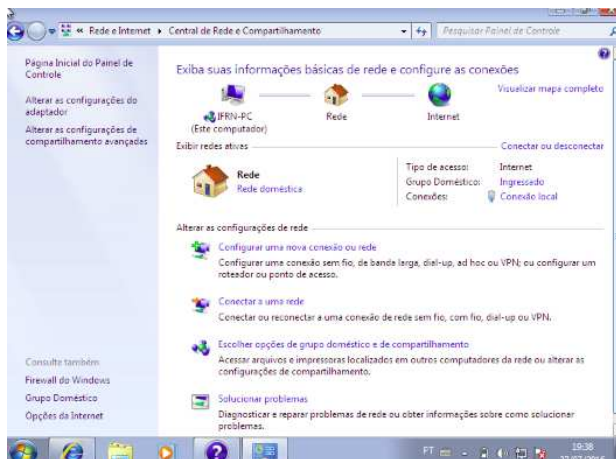 « Rede e Internet ▸ Central de Rede e Compartilhamento
Pesquisar Painel de Controle
Página Inicial do Painel de
Controle
Alterar as configurações do
adaptador
Alterar as configurações de
compartilhamento avançadas
Exiba suas informações básicas de rede e configure as conexões
Visualizar mapa completo
IFRN-PC
(Este computador)
Rede
Internet
Exibir redes ativas
Conectar ou desconectar
Rede
Rede doméstica
Tipo de acesso: Internet
Grupo Doméstico: Ingressado
Conexões: Conexão local
Alterar as configurações de rede
Configurar uma nova conexão ou rede
Configurar uma conexão sem fio, de banda larga, dial-up, ad hoc ou VPN; ou configurar um
roteador ou ponto de acesso.
Conectar a uma rede
Conectar ou reconectar a uma conexão de rede sem fio, com fio, dial-up ou VPN.
Escolher opções de grupo doméstico e de compartilhamento
Acessar arquivos e impressoras localizados em outros computadores da rede ou alterar as
configurações de compartilhamento.
Solucionar problemas
Diagnosticar e reparar problemas de rede ou obter informações sobre como solucionar
problemas.
Consulte também
Firewall do Windows
Grupo Doméstico
Opções da Internet
PT
19:38